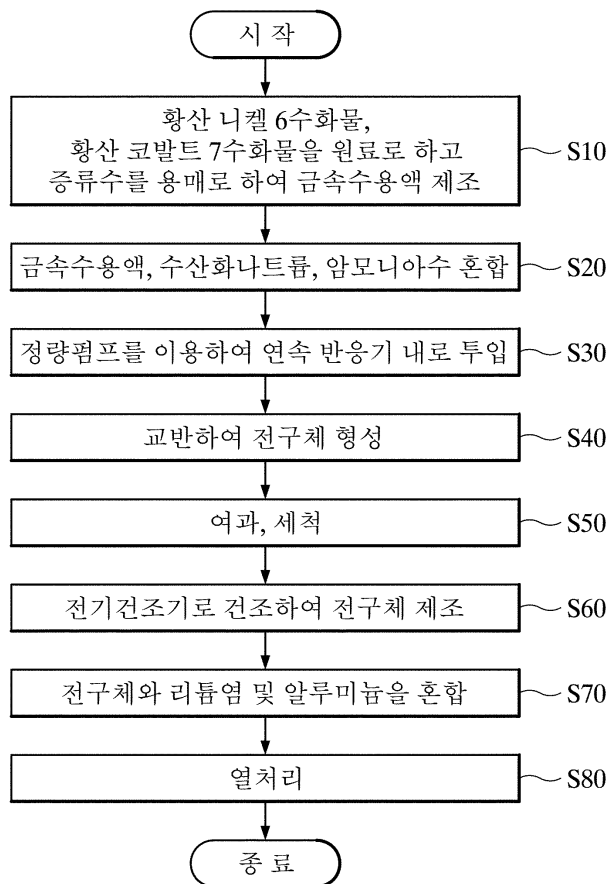 시 작
황산 니켈 6수화물,
황산 코발트 7수화물을 원료로 하고
증류수를 용매로 하여 금속수용액 제조
S10
금속수용액, 수산화나트륨, 암모니아수 혼합
S20
정량펌프를 이용하여 연속 반응기 내로 투입
S30
교반하여 전구체 형성
S40
여과, 세척
S50
전기건조기로 건조하여 전구체 제조
S60
전구체와 리튬염 및 알루미늄을 혼합
S70
열처리
S80
종 료